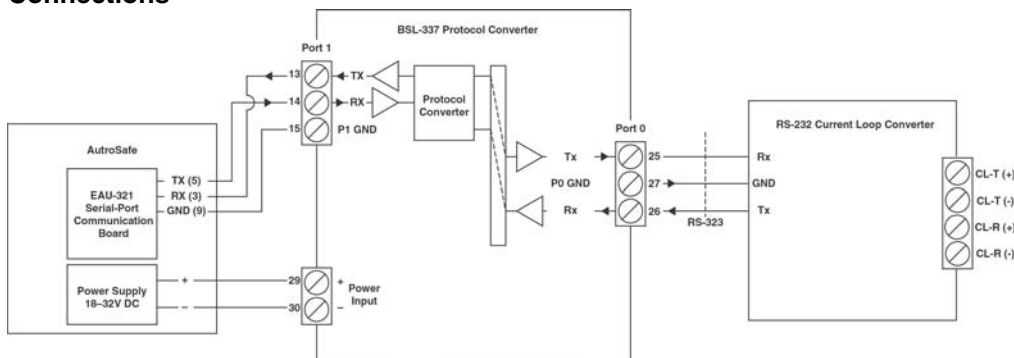 Connections
BSL-337 Protocol Converter
Port 1
13
TX
14
RX
15
P1 GND
Protocol
Converter
Port 0
Tx
25
P0 GND
27
Rx
26
RS-323
RS-232 Current Loop Converter
Rx
GND
Tx
CL-T (+)
CL-T (-)
CL-R (+)
CL-R (-)
AutroSafe
EAU-321
Serial-Port
Communication
Board
TX (5)
RX (3)
GND (9)
Power Supply
18–32V DC
+
–
29
30
+
–
Power
Input